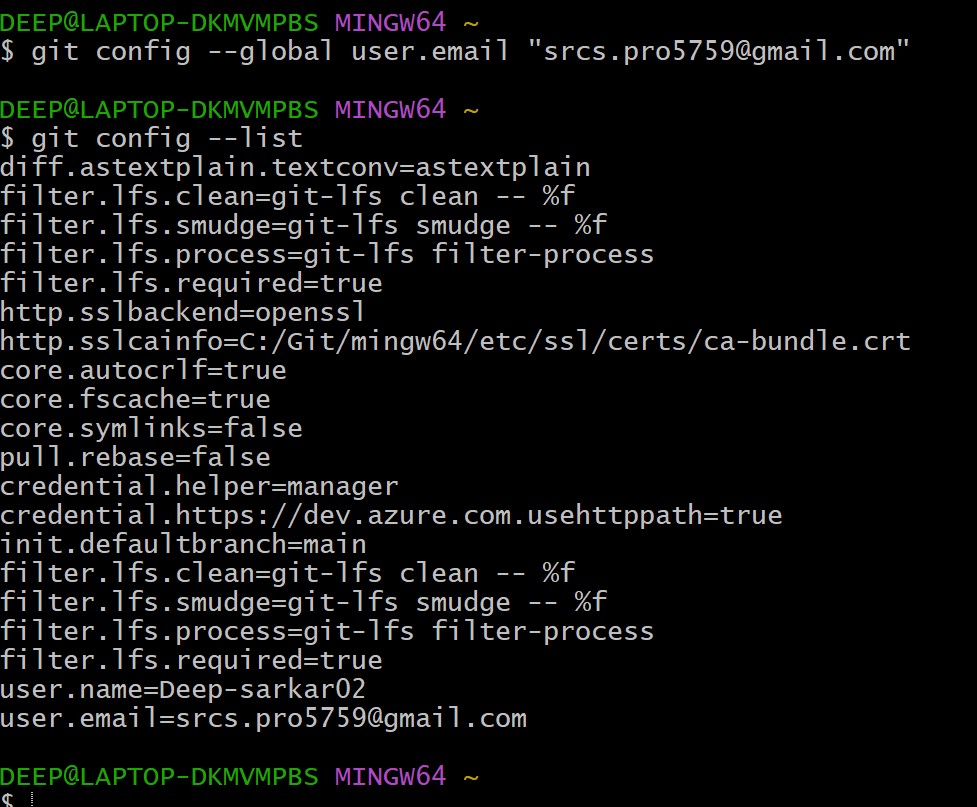 DEEP@LAPTOP-DKMVMPBS MINGW64 ~
$ git config --global user.email "srcs.pro5759@gmail.com"
DEEP@LAPTOP-DKMVMPBS MINGW64 ~
$ git config --list
diff.astextplain.textconv=astextplain
filter.lfs.clean=git-lfs clean -- %f
filter.lfs.smudge=git-lfs smudge -- %f
filter.lfs.process=git-lfs filter-process
filter.lfs.required=true
http.sslbackend=openssl
http.sslcainfo=C:/Git/mingw64/etc/ssl/certs/ca-bundle.crt
core.autocrlf=true
core.fscache=true
core.symlinks=false
pull.rebase=false
credential.helper=manager
credential.https://dev.azure.com.usehttppath=true
init.defaultbranch=main
filter.lfs.clean=git-lfs clean -- %f
filter.lfs.smudge=git-lfs smudge -- %f
filter.lfs.process=git-lfs filter-process
filter.lfs.required=true
user.name=Deep-sarkar02
user.email=srcs.pro5759@gmail.com
DEEP@LAPTOP-DKMVMPBS MINGW64 ~
$